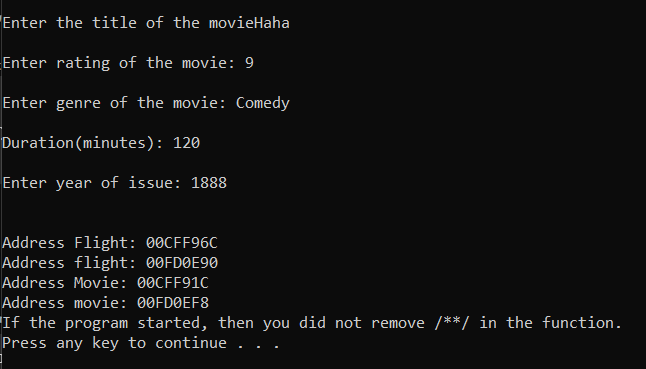 Enter the title of the movieHaha
Enter rating of the movie: 9
Enter genre of the movie: Comedy
Duration(minutes): 120
Enter year of issue: 1888
Address Flight: 00CFF96C
Address flight: 00FD0E90
Address Movie: 00CFF91C
Address movie: 00FD0EF8
If the program started, then you did not remove /**/ in the function.
Press any key to continue . . .